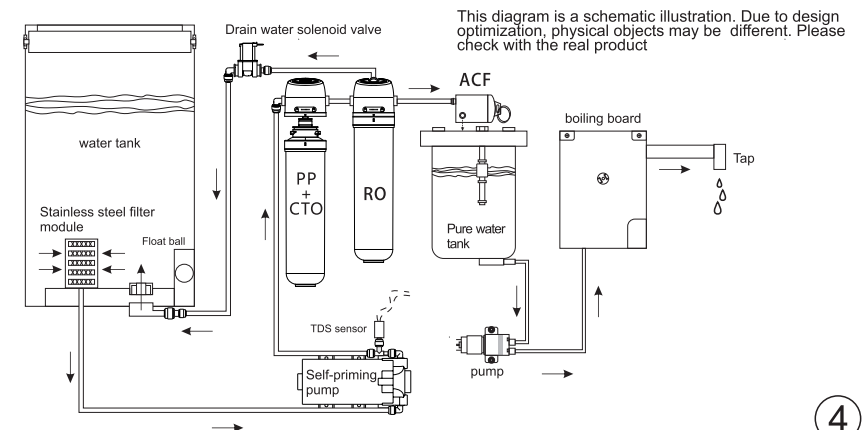 This diagram is a schematic illustration. Due to design
optimization, physical objects may be different. Please
check with the real product
Drain water solenoid valve
ACF
boiling board
water tank
Tap
PP
+
CTO
RO
Stainless steel filter
module
Float ball
Pure water
tank
TDS sensor
Self-priming
pump
pump
4